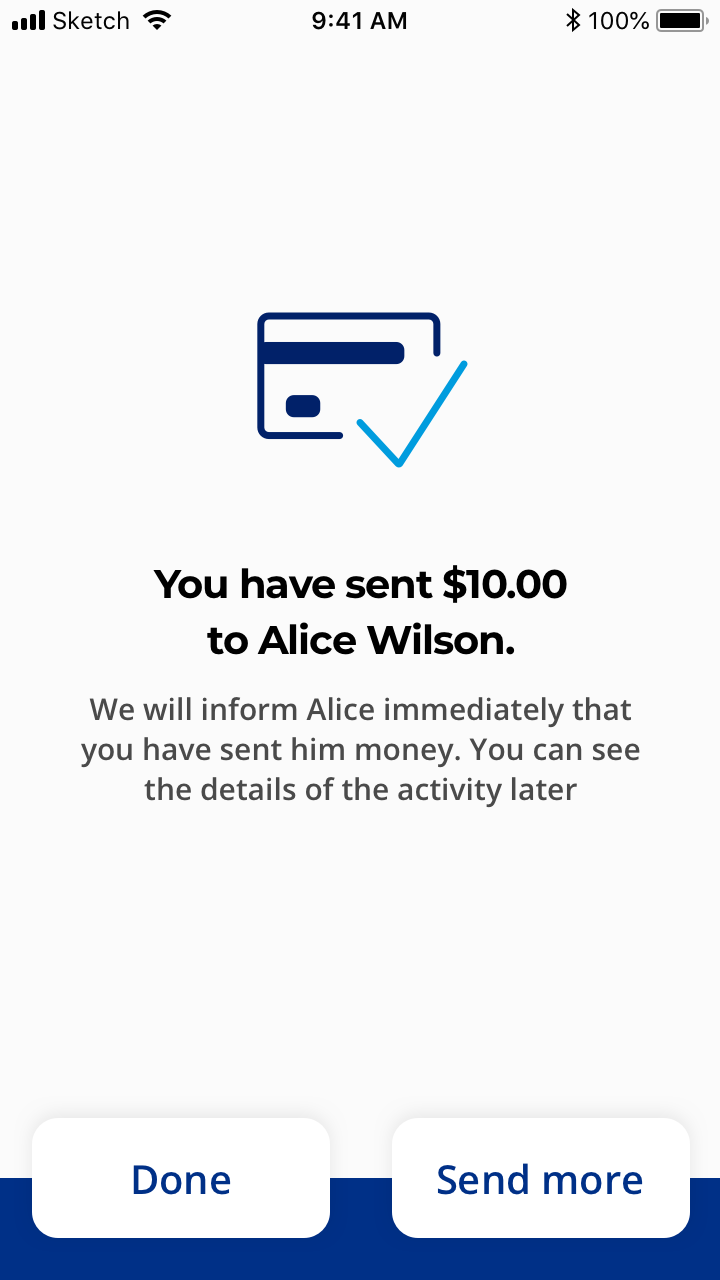 Sketch 9:41 AM 100%
You have sent $10.00
to Alice Wilson.
We will inform Alice immediately that
you have sent him money. You can see
the details of the activity later
Done Send more